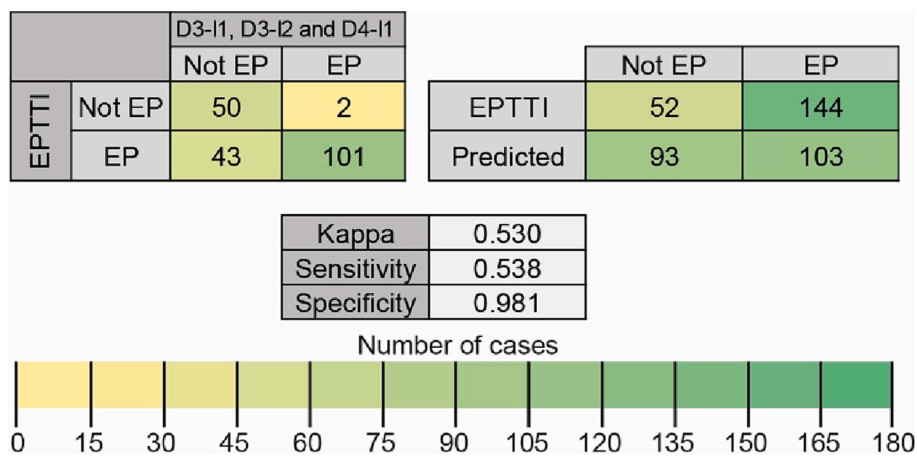 D3-I1, D3-I2 and D4-I1
Not EP EP
EPTTI
Not EP 50 2
EP 43 101
Not EP EP
EPTTI 52 144
Predicted 93 103
Kappa 0.530
Sensitivity 0.538
Specificity 0.981
Number of cases
0 15 30 45 60 75 90 105 120 135 150 165 180